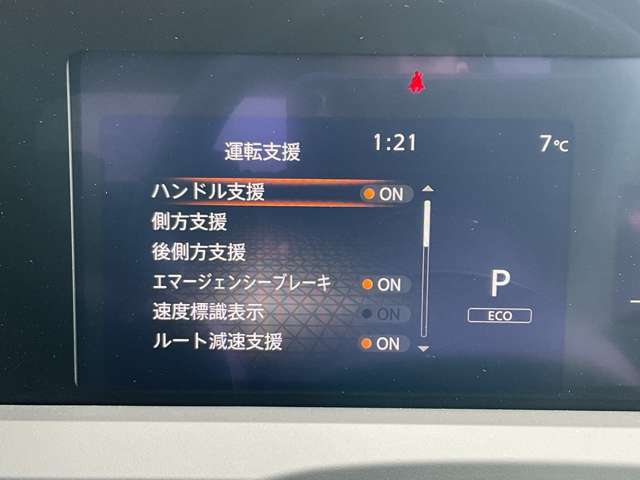 運転支援 1:21 7℃
ハンドル支援 ON
側方支援
後側方支援
エマージェンシーブレーキ ON
速度標識表示 ON
ルート減速支援 ON
P
ECO